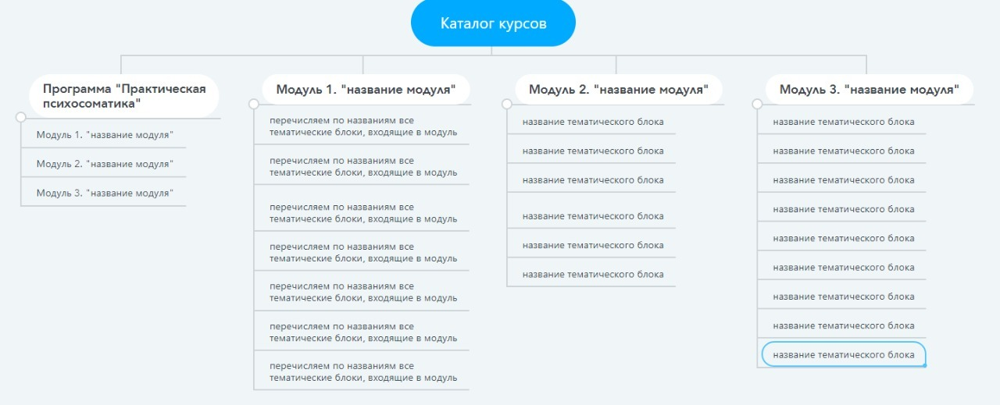 Каталог курсов
Программа "Практическая
психосоматика"
Модуль 1. "название модуля"
Модуль 2. "название модуля"
Модуль 3. "название модуля"
Модуль 1. "название модуля"
перечисляем по названиям все
тематические блоки, входящие в модуль
перечисляем по названиям все
тематические блоки, входящие в модуль
перечисляем по названиям все
тематические блоки, входящие в модуль
перечисляем по названиям все
тематические блоки, входящие в модуль
перечисляем по названиям все
тематические блоки, входящие в модуль
перечисляем по названиям все
тематические блоки, входящие в модуль
перечисляем по названиям все
тематические блоки, входящие в модуль
Модуль 2. "название модуля"
название тематического блока
название тематического блока
название тематического блока
название тематического блока
название тематического блока
название тематического блока
Модуль 3. "название модуля"
название тематического блока
название тематического блока
название тематического блока
название тематического блока
название тематического блока
название тематического блока
название тематического блока
название тематического блока
название тематического блока